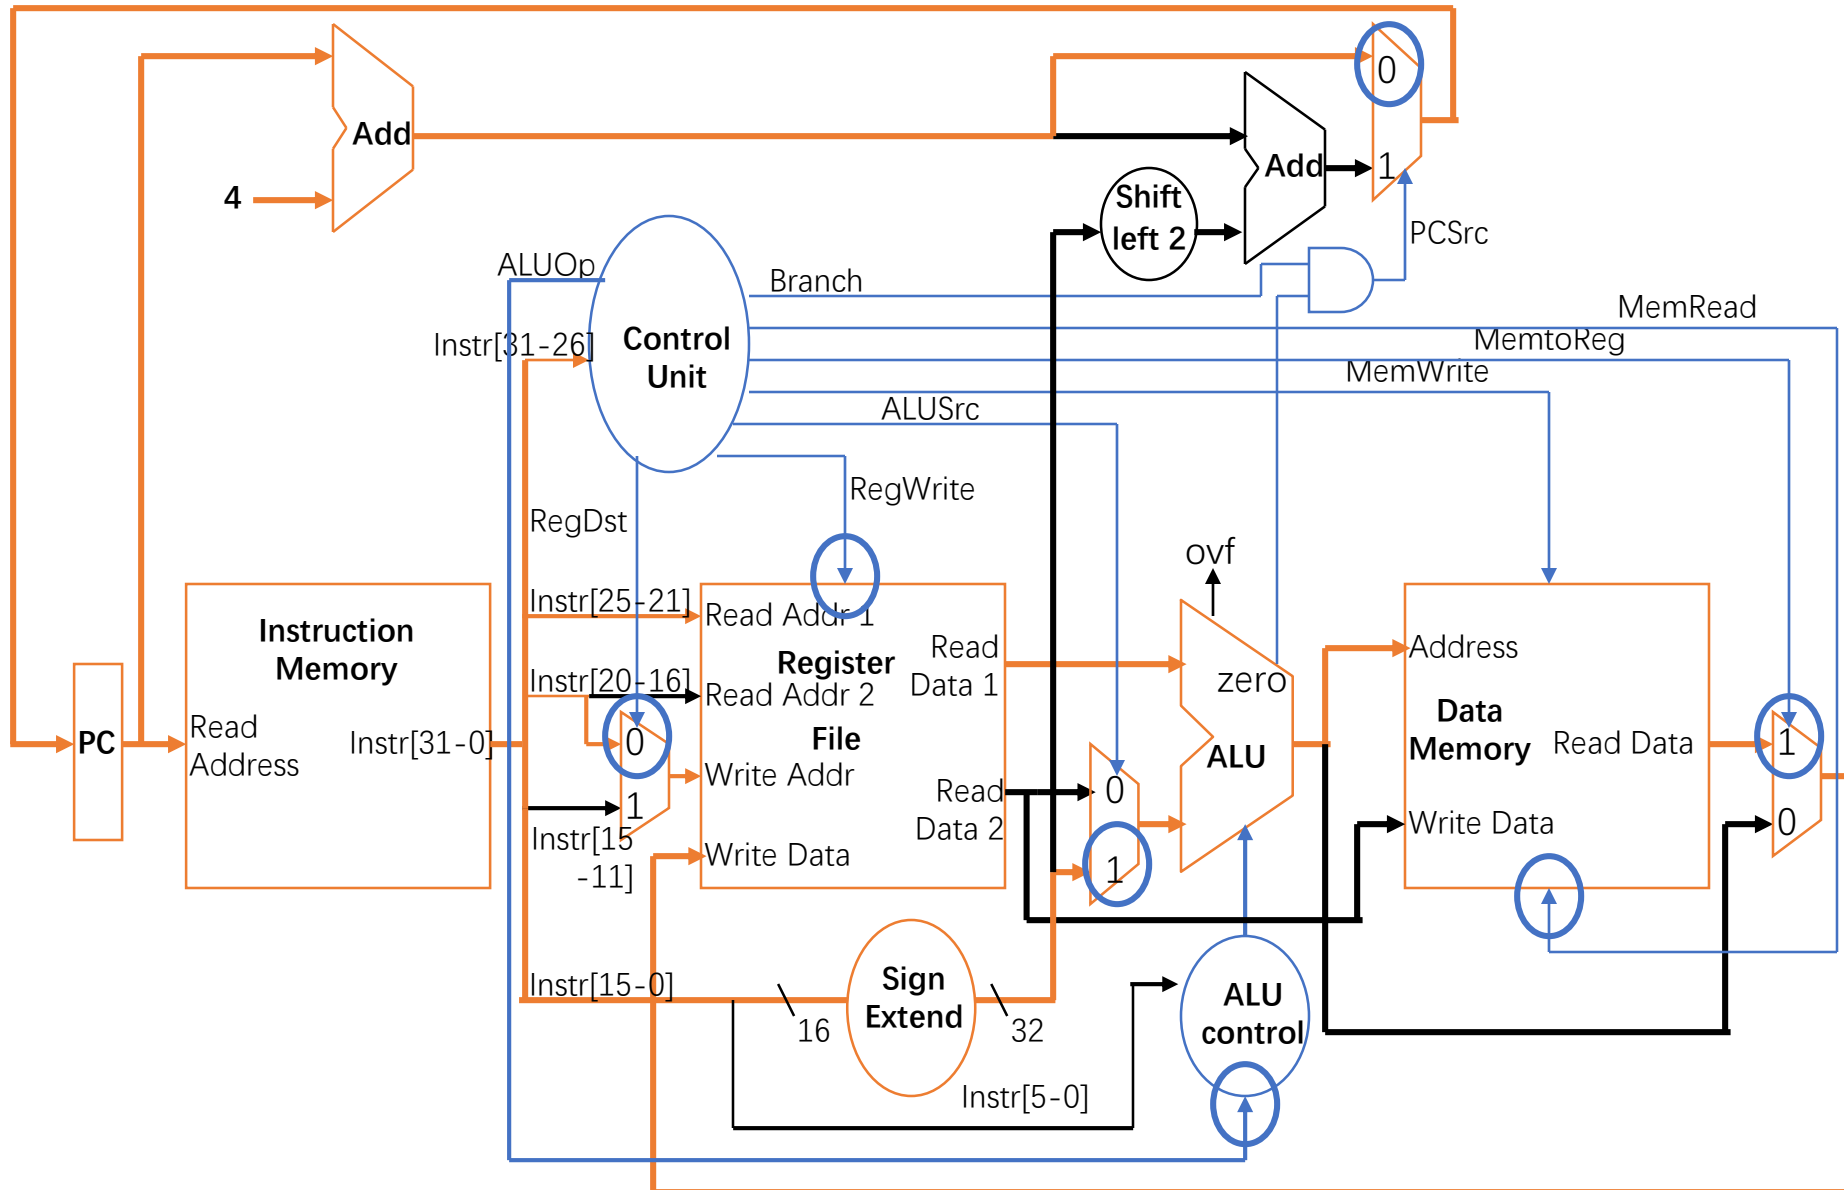 0
Add
Add
1
4
Shift
left 2
PCSrc
ALUOp
Branch
MemRead
Instr[31-26]
Control
Unit
MemtoReg
MemWrite
ALUSrc
RegWrite
RegDst
ovf
Instr[25-21]
Read Addr 1
Instruction
Memory
Register
File
Read
Data 1
Address
Instr[20-16]
Read Addr 2
zero
Data
Memory
PC
Read
Address
Instr[31-0]
0
Write Addr
ALU
Read Data
1
1
Read
Data 2
0
Write Data
0
Instr[15
-11]
Write Data
1
Instr[15-0]
Sign
Extend
16
32
ALU
control
Instr[5-0]